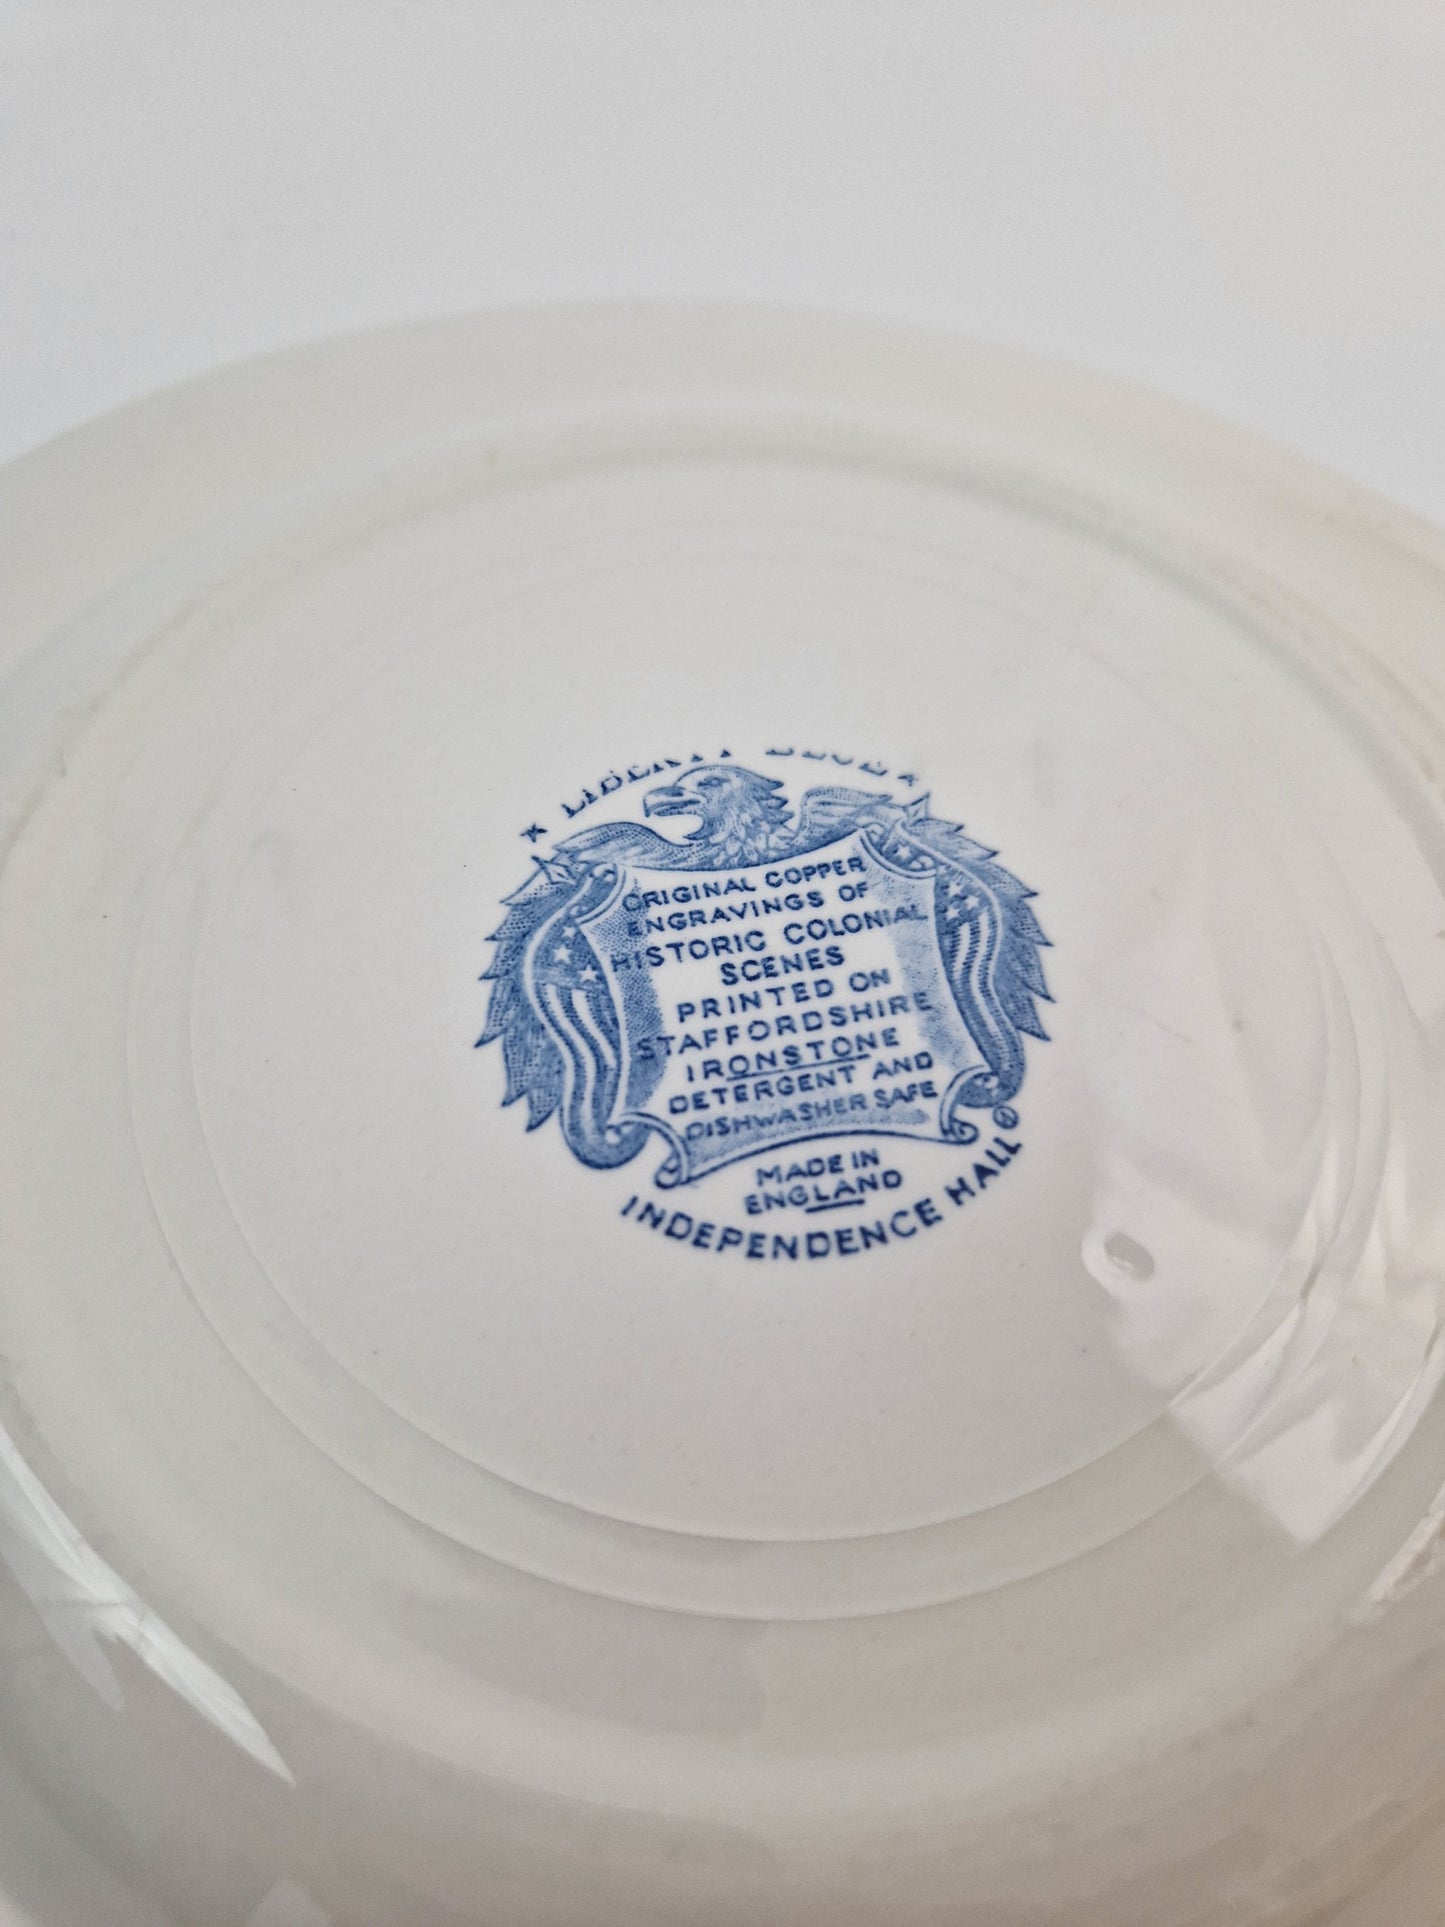 ★ LIBERTY BLUE ★
ORIGINAL COPPER
ENGRAVINGS OF
HISTORIC COLONIAL
SCENES
PRINTED ON
STAFFORDSHIRE
IRONSTONE
DETERGENT AND
DISHWASHER SAFE
MADE IN
ENGLAND
INDEPENDENCE HALL